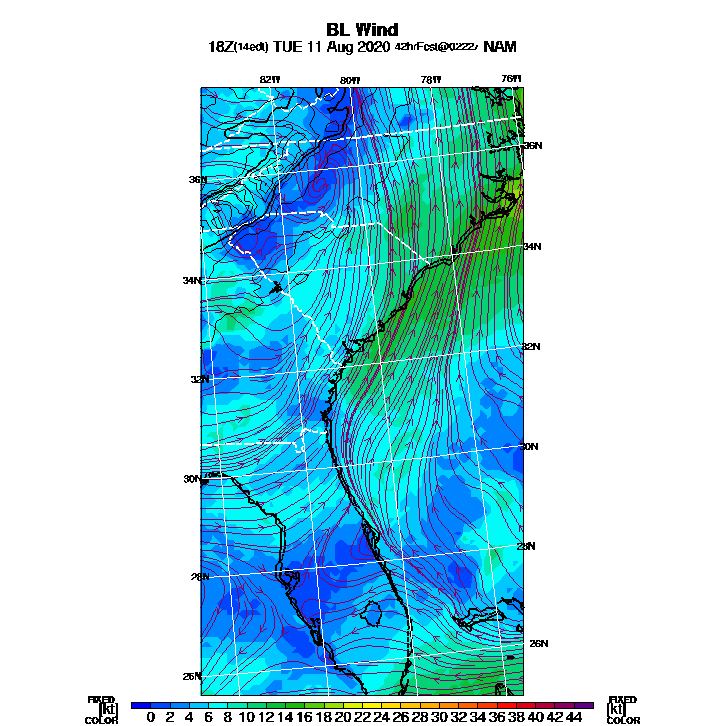 BL Wind
18Z(14edt) TUE 11 Aug 2020 42hrFcst@0222z NAM
82W 80W 78W 76W
36N
36N
34N
34N
32N
32N
30N
30N
28N
28N
26N
26N
FIXED FIXED
[kt] 0 2 4 6 8 10 12 14 16 18 20 22 24 26 28 30 32 34 36 38 40 42 44 [kt]
COLOR COLOR